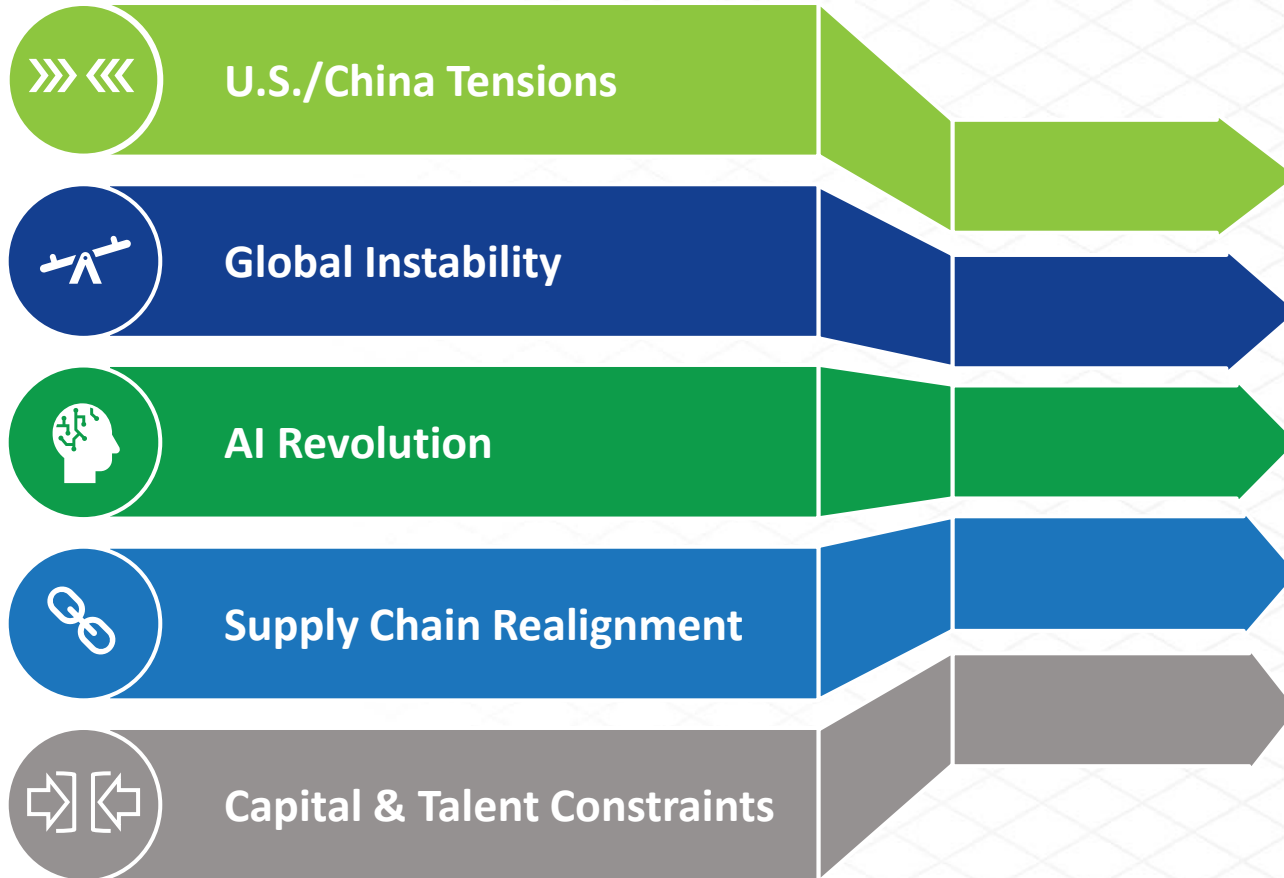 U.S./China Tensions
Global Instability
AI Revolution
Supply Chain Realignment
Capital & Talent Constraints